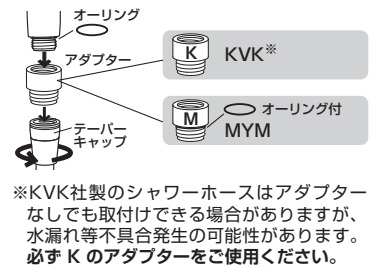 オーリング
アダプター
K
KVK※
M
オーリング付
MYM
テーパー
キャップ
※KVK社製のシャワーホースはアダプター
なしでも取付けできる場合がありますが、
水漏れ等不具合発生の可能性があります。
必ず K のアダプターをご使用ください。